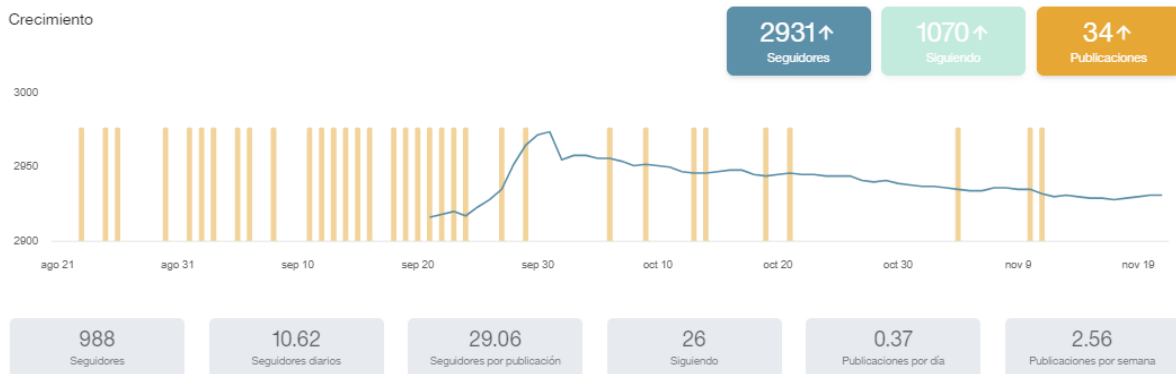 Crecimiento
2931↑
Seguidores
1070↑
Siguiendo
34↑
Publicaciones
3000
2950
2900
ago 21
ago 31
sep 10
sep 20
sep 30
oct 10
oct 20
oct 30
nov 9
nov 19
988
Seguidores
10.62
Seguidores diarios
29.06
Seguidores por publicación
26
Siguiendo
0.37
Publicaciones por día
2.56
Publicaciones por semana